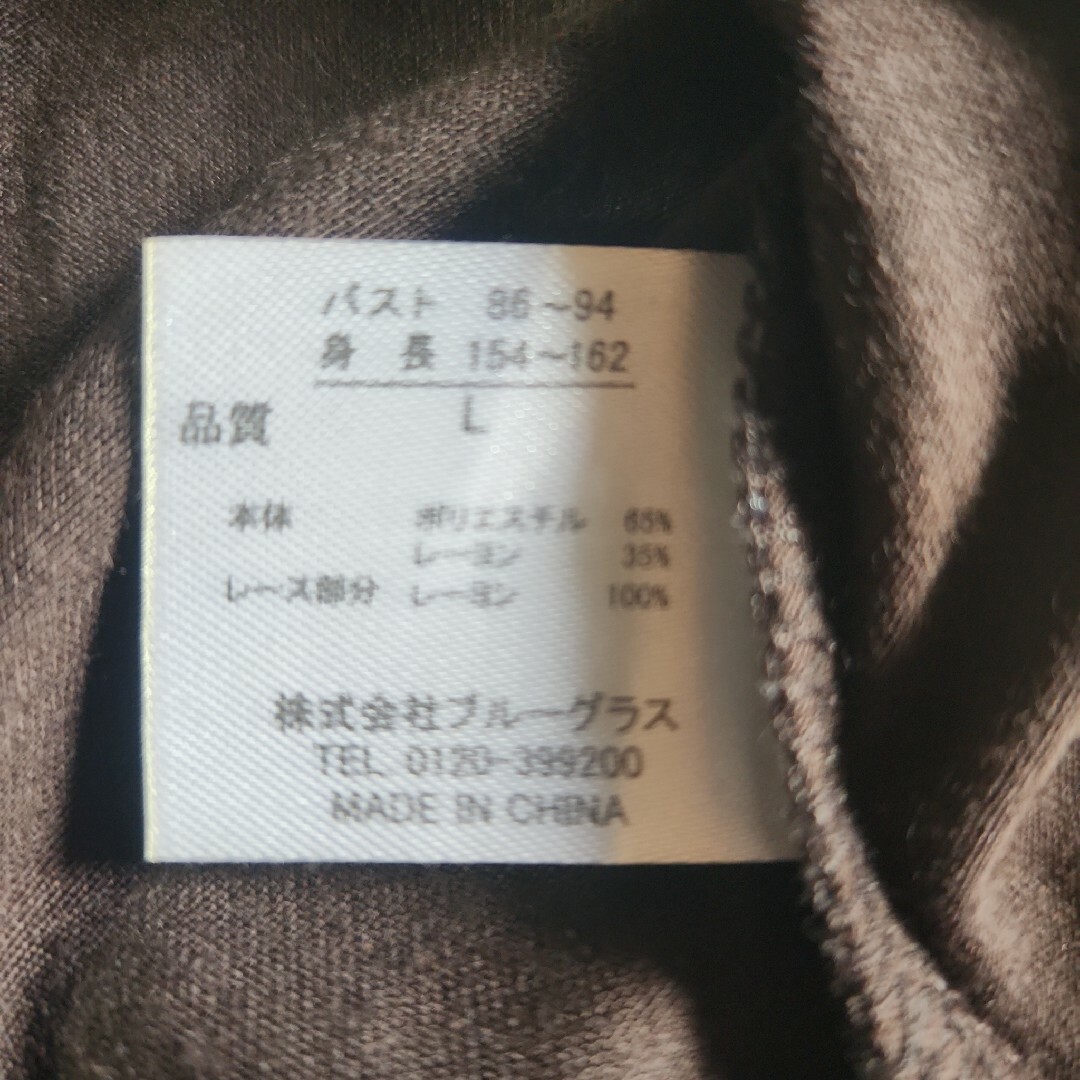 バスト 86～94
身長 154～162
品質 L
本体 ポリエステル 65%
レーヨン 35%
レース部分 レーヨン 100%
株式会社ブルーグラス
TEL 0120-399200
MADE IN CHINA